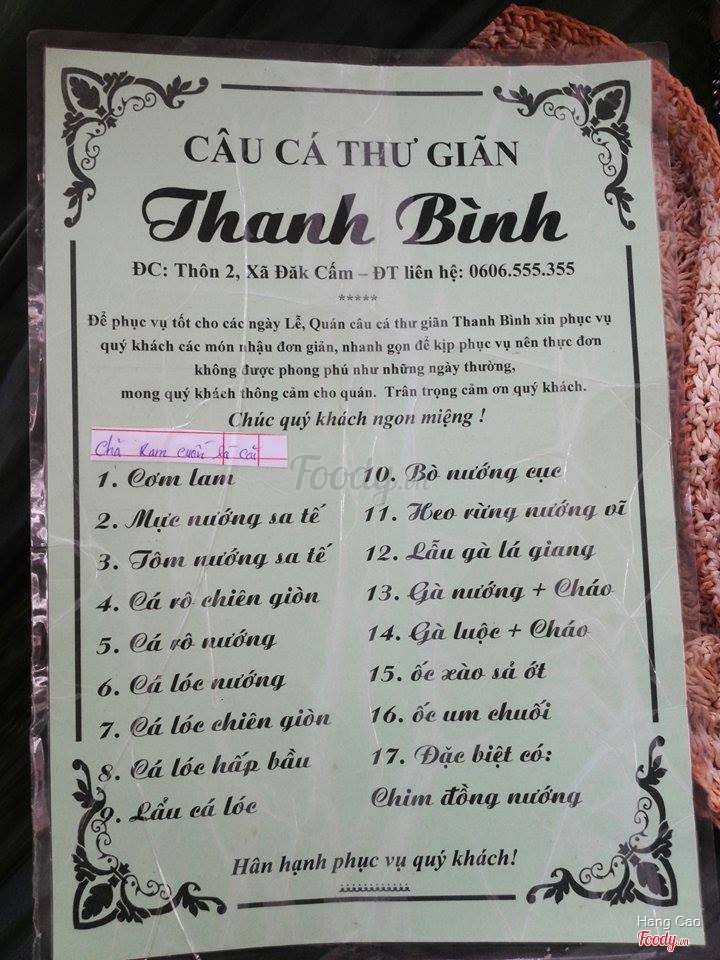 CÂU CÁ THƯ GIÃN
Thanh Bình
ĐC: Thôn 2, Xã Đăk Cấm – ĐT liên hệ: 0606.555.355
*****
Để phục vụ tốt cho các ngày Lễ, Quán câu cá thư giãn Thanh Bình xin phục vụ
quý khách các món nhậu đơn giản, nhanh gọn để kịp phục vụ nên thực đơn
không được phong phú như những ngày thường,
mong quý khách thông cảm cho quán. Trân trọng cảm ơn quý khách.
Chúc quý khách ngon miệng !
Chả Ram cuốn lá cải
1. Cơm lam
2. Mực nướng sa tế
3. Tôm nướng sa tế
4. Cá rô chiên giòn
5. Cá rô nướng
6. Cá lóc nướng
7. Cá lóc chiên giòn
8. Cá lóc hấp bầu
9. Lẩu cá lóc
10. Bò nướng cục
11. Heo rừng nướng vĩ
12. Lẫu gà lá giang
13. Gà nướng + Cháo
14. Gà luộc + Cháo
15. ốc xào sả ớt
16. ốc um chuối
17. Đặc biệt có:
Chim đồng nướng
Hân hạnh phục vụ quý khách!
Foody.vn
Hang Cao
Foody.vn